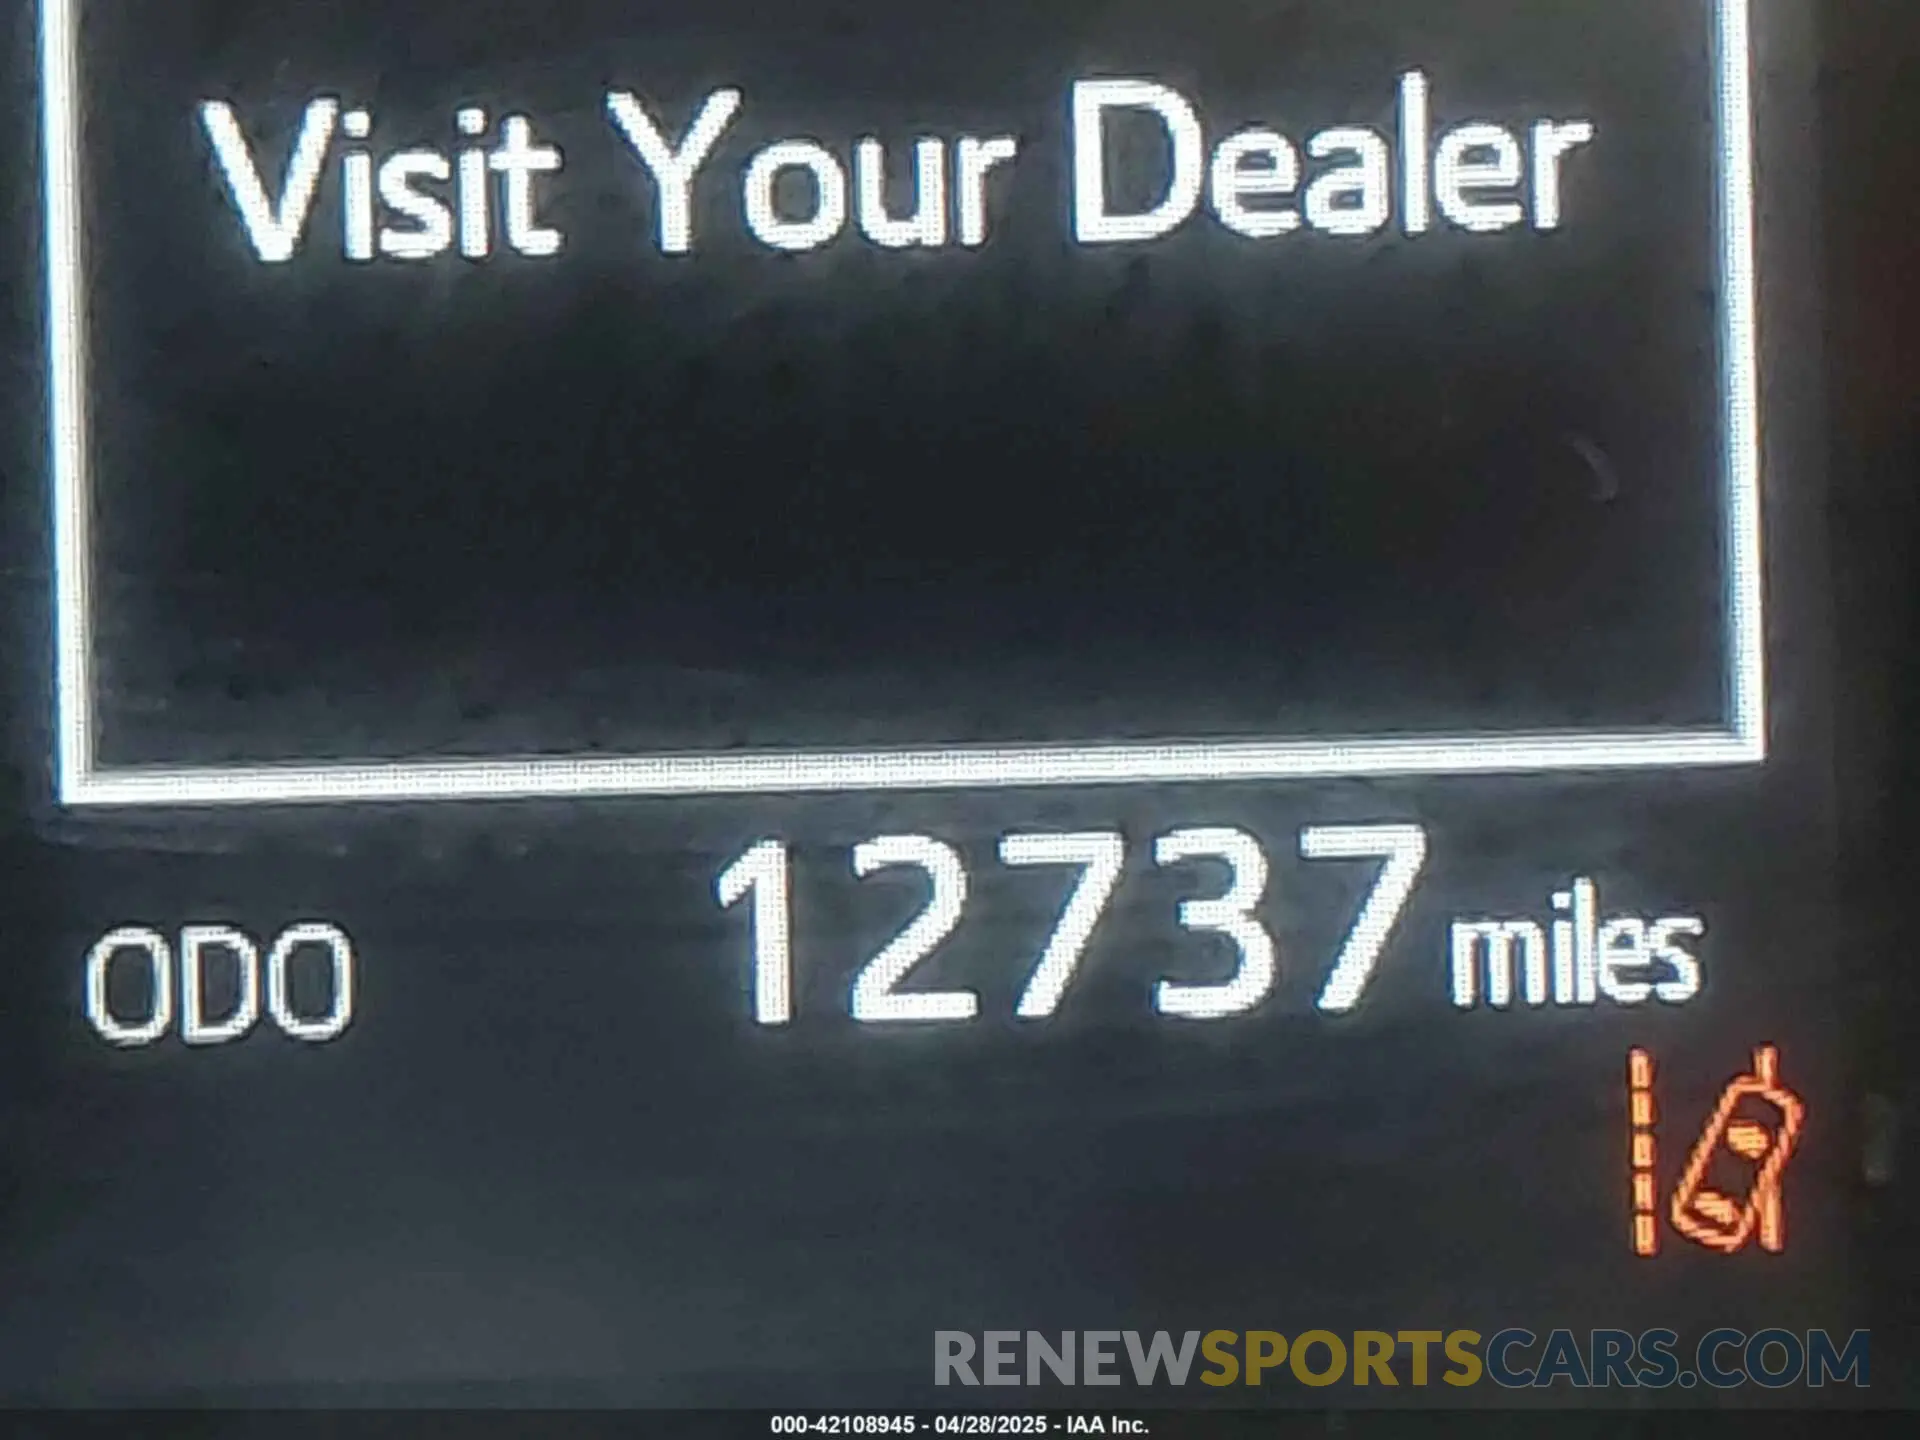 Visit Your Dealer
ODO 12737 miles
RENEWSPORTSCARS.COM
000-42108945 - 04/28/2025 - IAA Inc.